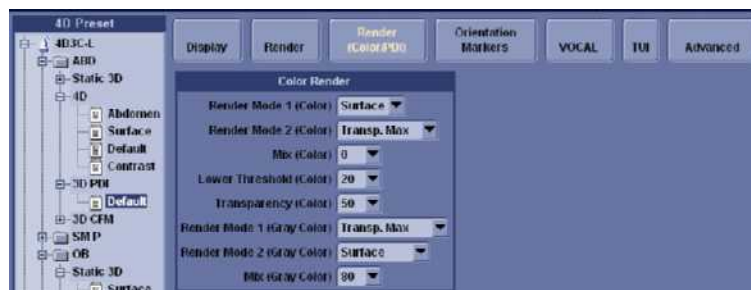 4D Preset
4D3C-L
ABD
Static 3D
4D
Abdomen
Surface
Default
Contrast
3D PDI
Default
3D CFM
SMP
OB
Static 3D
Surface
Display
Render
Render (Color/PDI)
Orientation Markers
VOCAL
TUI
Advanced
Color Render
Render Mode 1 (Color) Surface
Render Mode 2 (Color) Transp. Max
Mix (Color) 0
Lower Threshold (Color) 20
Transparency (Color) 50
Render Mode 1 (Gray Color) Transp. Max
Render Mode 2 (Gray Color) Surface
Mix (Gray Color) 80